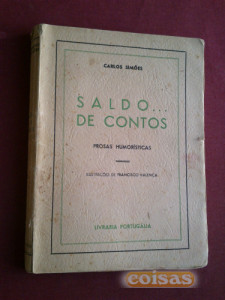 CARLOS SIMÕES
SALDO...
DE CONTOS
PROSAS HUMORÍSTICAS
ILUSTRAÇÕES DE FRANCISCO VALENÇA
LIVRARIA PORTUGÁLIA
coisas